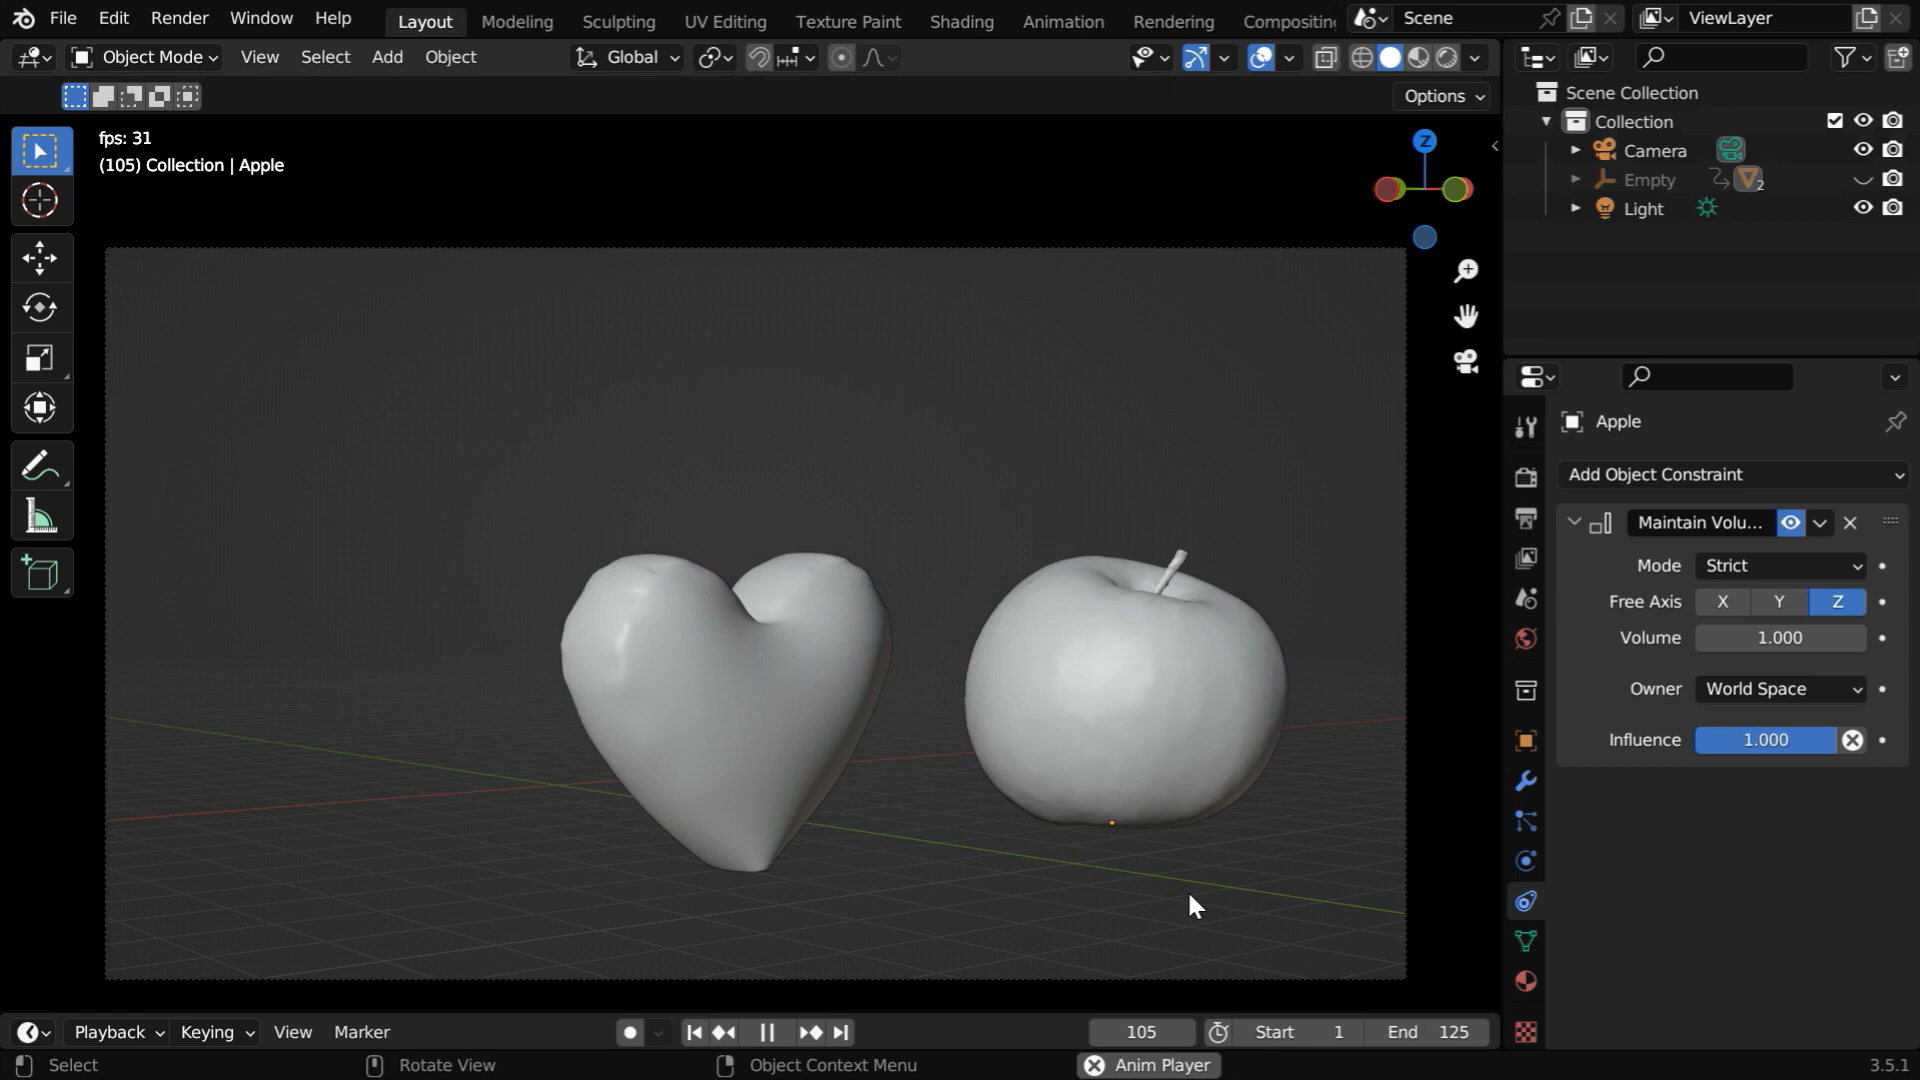 File Edit Render Window Help Layout Modeling Sculpting UV Editing Texture Paint Shading Animation Rendering Compositing Scene ViewLayer
Object Mode View Select Add Object Global
Options
fps: 31
(105) Collection | Apple
Z
Scene Collection
Collection
Camera
Empty 2
Light
Apple
Add Object Constraint
Maintain Volu...
Mode Strict
Free Axis X Y Z
Volume 1.000
Owner World Space
Influence 1.000
Playback Keying View Marker 105 Start 1 End 125
Select Rotate View Object Context Menu Anim Player 3.5.1